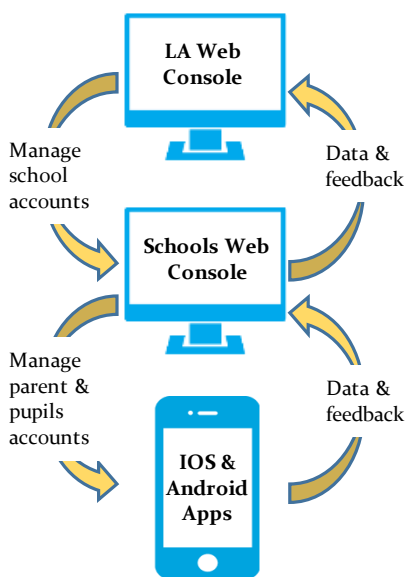 LA Web
Console
Manage
school
accounts
Data &
feedback
Schools Web
Console
Manage
parent &
pupils
accounts
Data &
feedback
IOS &
Android
Apps